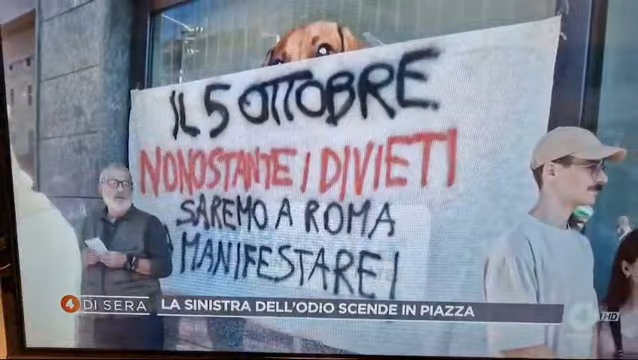 IL 5 OTTOBRE
NONOSTANTE I DIVIETI
SAREMO A ROMA
MANIFESTARE!
4 DI SERA
LA SINISTRA DELL'ODIO SCENDE IN PIAZZA
4 HD